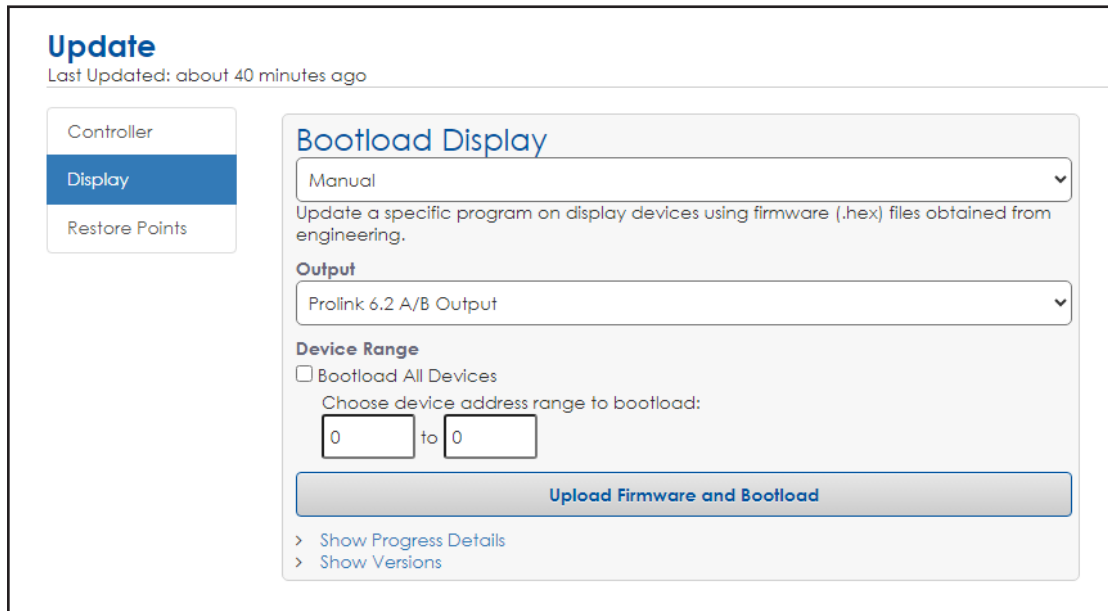 Update
Last Updated: about 40 minutes ago
Controller
Display
Restore Points
Bootload Display
Manual
Update a specific program on display devices using firmware (.hex) files obtained from
engineering.
Output
Prolink 6.2 A/B Output
Device Range
Bootload All Devices
Choose device address range to bootload:
0 to 0
Upload Firmware and Bootload
> Show Progress Details
> Show Versions